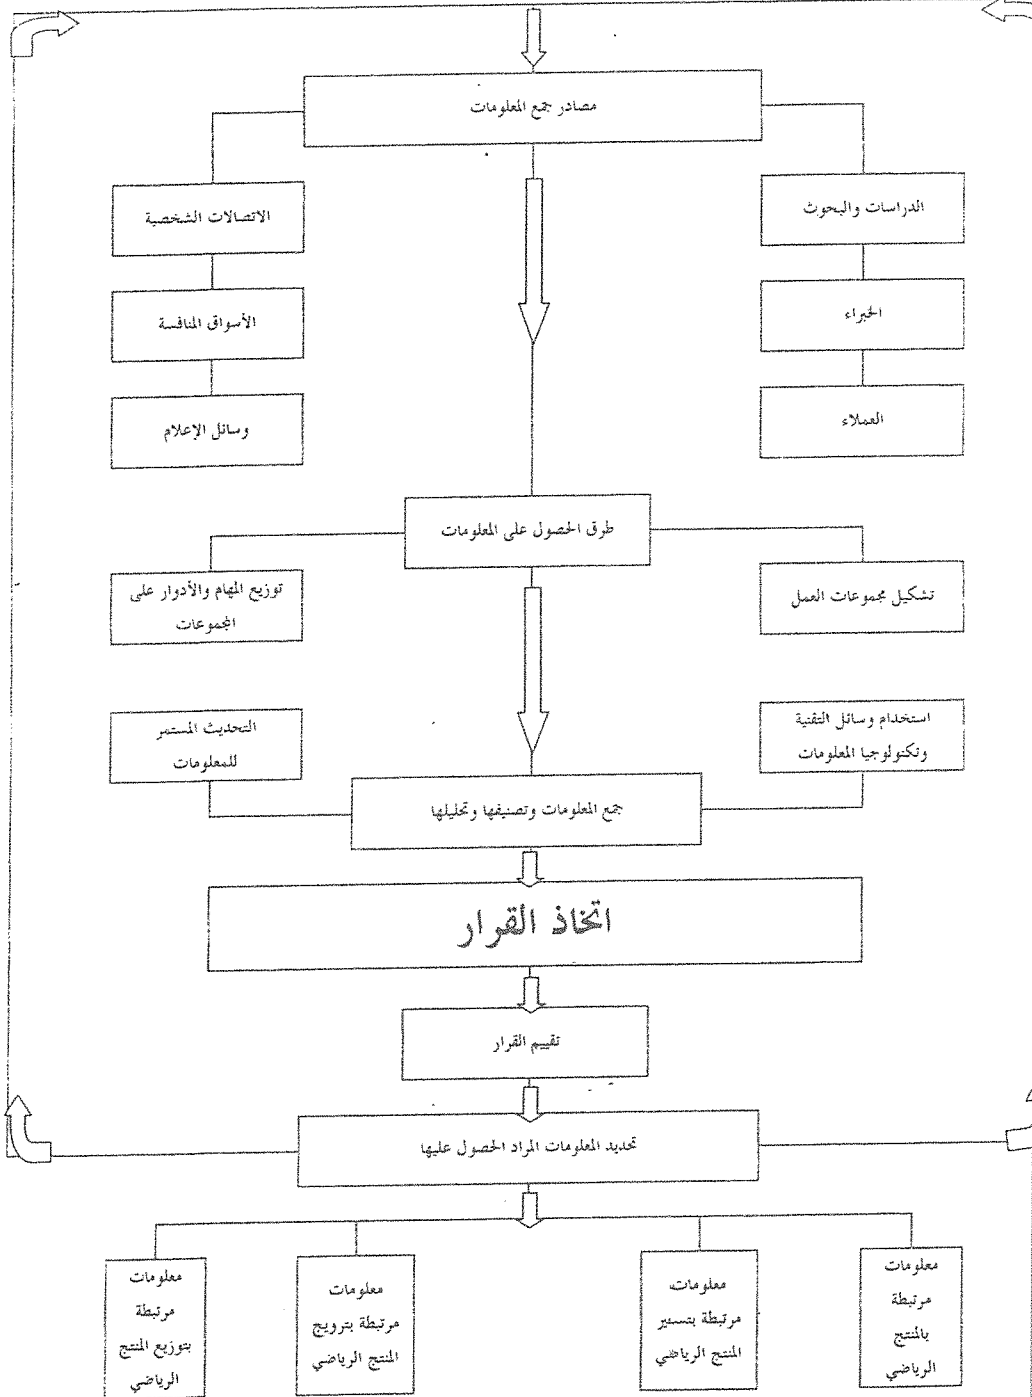 مصادر جمع المعلومات
الدراسات والبحوث
الاتصالات الشخصية
الخبراء
الأسواق المنافسة
العملاء
وسائل الإعلام
طرق الحصول على المعلومات
تشكيل مجموعات العمل
توزيع المهام والأدوار على
المجموعات
استخدام وسائل التقنية
وتكنولوجيا المعلومات
التحديث المستمر
للمعلومات
جمع المعلومات وتصنيفها وتحليلها
اتخاذ القرار
تقييم القرار
تحديد المعلومات المراد الحصول عليها
معلومات
مرتبطة
بالمنتج
الرياضي
معلومات
مرتبطة بتسعير
المنتج الرياضي
معلومات
مرتبطة بترويج
المنتج الرياضي
معلومات
مرتبطة
بتوزيع المنتج
الرياضي